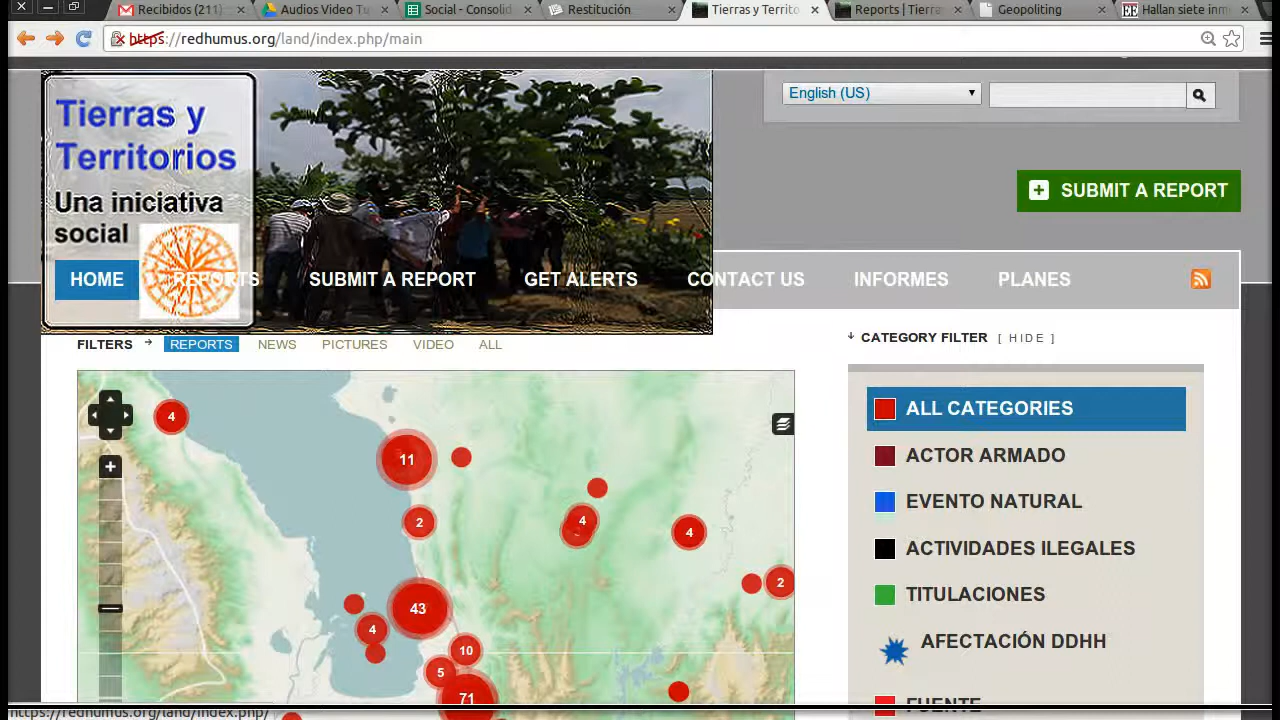 Recibidos (211)
Audios Video Tu
Social - Consolid
Restitución
Tierras y Territo
Reports | Tierra
Geopoliting
EE
Hallan siete inm
https://redhumus.org/land/index.php/main
Tierras y
Territorios
Una iniciativa
social
English (US)
SUBMIT A REPORT
HOME
REPORTS
SUBMIT A REPORT
GET ALERTS
CONTACT US
INFORMES
PLANES
FILTERS
REPORTS
NEWS
PICTURES
VIDEO
ALL
CATEGORY FILTER [ HIDE ]
4
11
2
4
4
2
43
4
10
5
71
ALL CATEGORIES
ACTOR ARMADO
EVENTO NATURAL
ACTIVIDADES ILEGALES
TITULACIONES
AFECTACIÓN DDHH
FUENTE
https://redhumus.org/land/index.php/